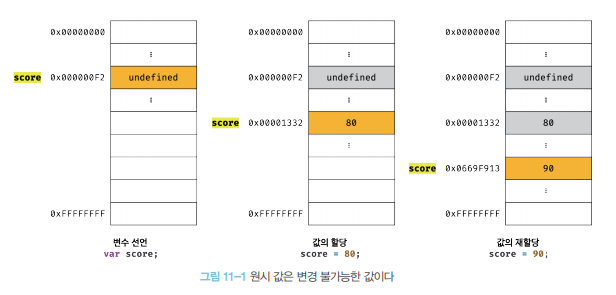 0x00000000
⋮
score 0x000000F2 undefined
⋮
0xFFFFFFFF
변수 선언
var score;
0x00000000
⋮
0x000000F2 undefined
score 0x00001332 80
⋮
0xFFFFFFFF
값의 할당
score = 80;
0x00000000
⋮
0x000000F2 undefined
0x00001332 80
⋮
score 0x0669F913 90
⋮
0xFFFFFFFF
값의 재할당
score = 90;
그림 11-1 원시 값은 변경 불가능한 값이다